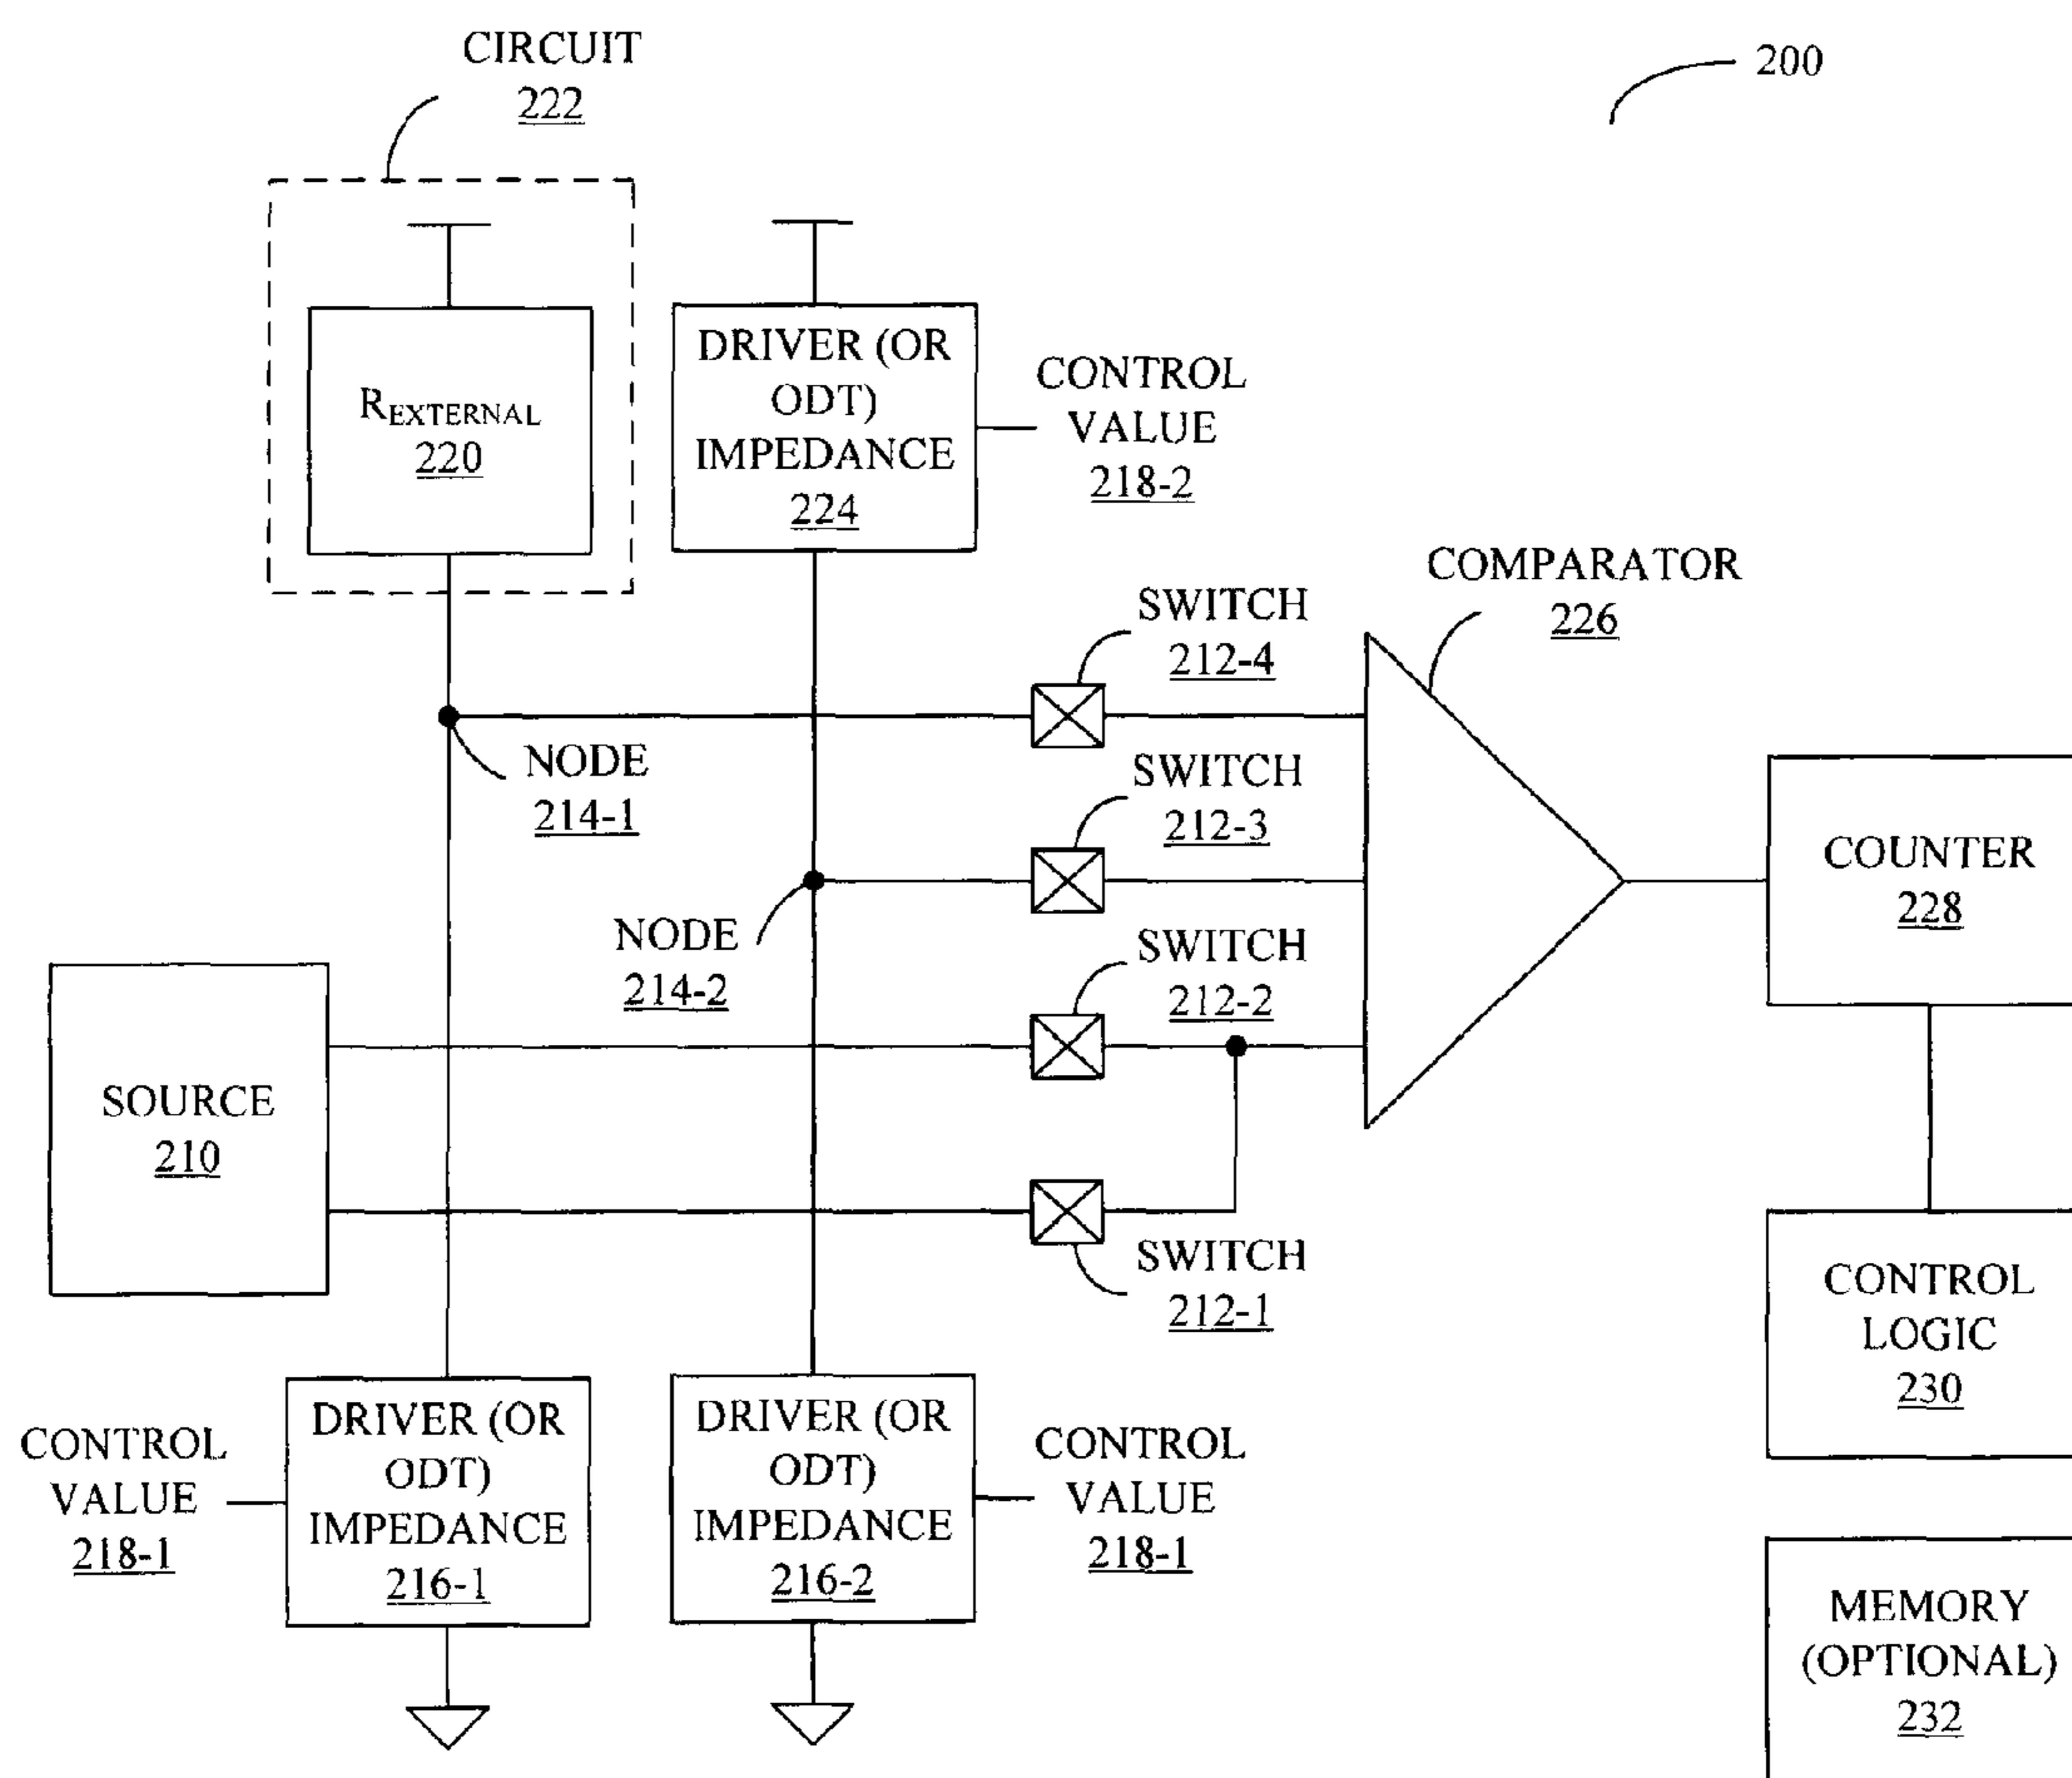 CIRCUIT
222
200
REXTERNAL
220
DRIVER (OR
ODT)
IMPEDANCE
224
CONTROL
VALUE
218-2
COMPARATOR
226
SWITCH
212-4
NODE
214-1
SWITCH
212-3
COUNTER
228
NODE
214-2
SWITCH
212-2
SOURCE
210
SWITCH
212-1
CONTROL
LOGIC
230
CONTROL
VALUE
218-1
DRIVER (OR
ODT)
IMPEDANCE
216-1
DRIVER (OR
ODT)
IMPEDANCE
216-2
CONTROL
VALUE
218-1
MEMORY
(OPTIONAL)
232